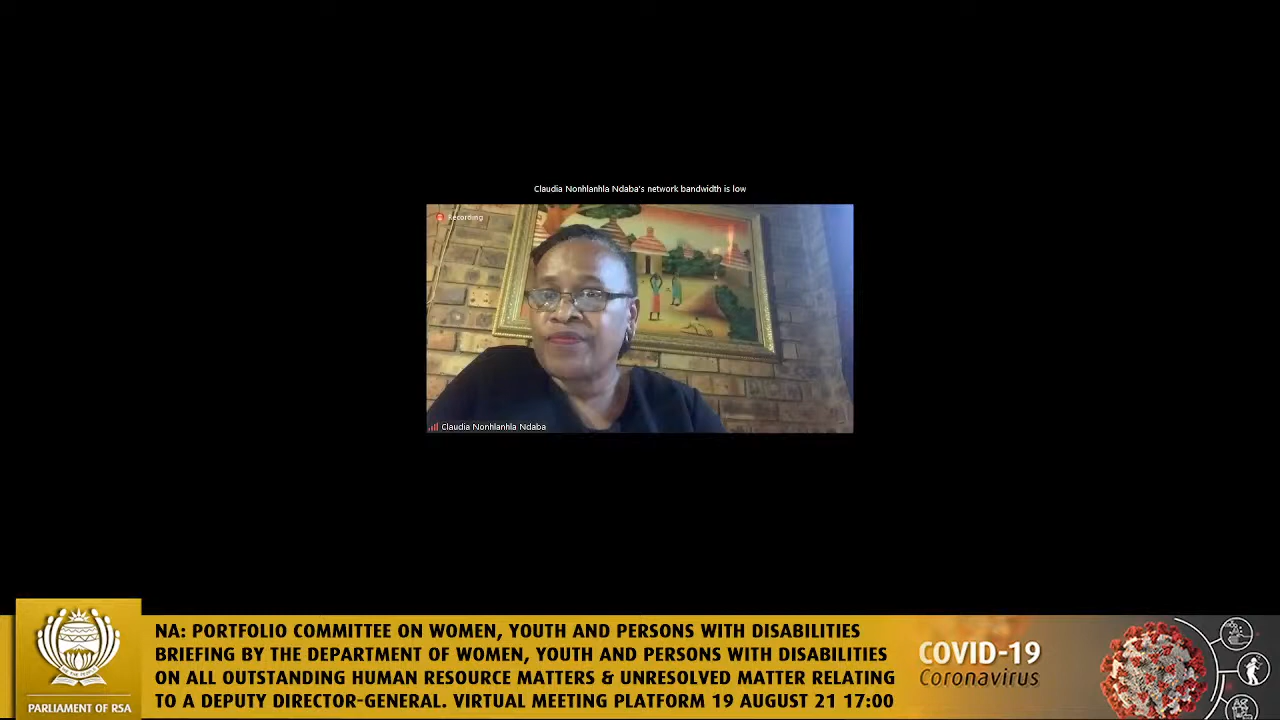 Claudia Nonhlanhla Ndaba's network bandwidth is low
Recording
Claudia Nonhlanhla Ndaba
NA: PORTFOLIO COMMITTEE ON WOMEN, YOUTH AND PERSONS WITH DISABILITIES
BRIEFING BY THE DEPARTMENT OF WOMEN, YOUTH AND PERSONS WITH DISABILITIES
ON ALL OUTSTANDING HUMAN RESOURCE MATTERS & UNRESOLVED MATTER RELATING
TO A DEPUTY DIRECTOR-GENERAL. VIRTUAL MEETING PLATFORM 19 AUGUST 21 17:00
PARLIAMENT OF RSA
COVID-19
Coronavirus